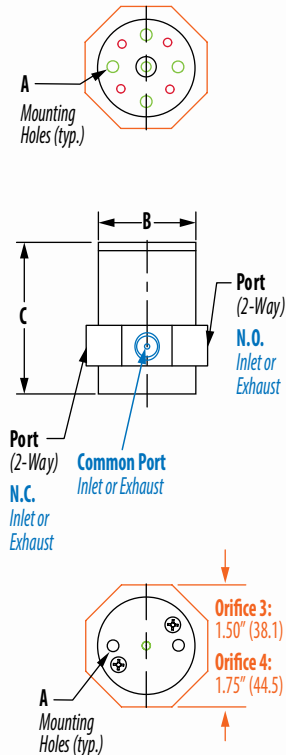 A
Mounting
Holes (typ.)
B
C
Port
(2-Way)
N.O.
Inlet or
Exhaust
Port
(2-Way)
N.C.
Inlet or
Exhaust
Common Port
Inlet or Exhaust
Orifice 3:
1.50" (38.1)
Orifice 4:
1.75" (44.5)
A
Mounting
Holes (typ.)